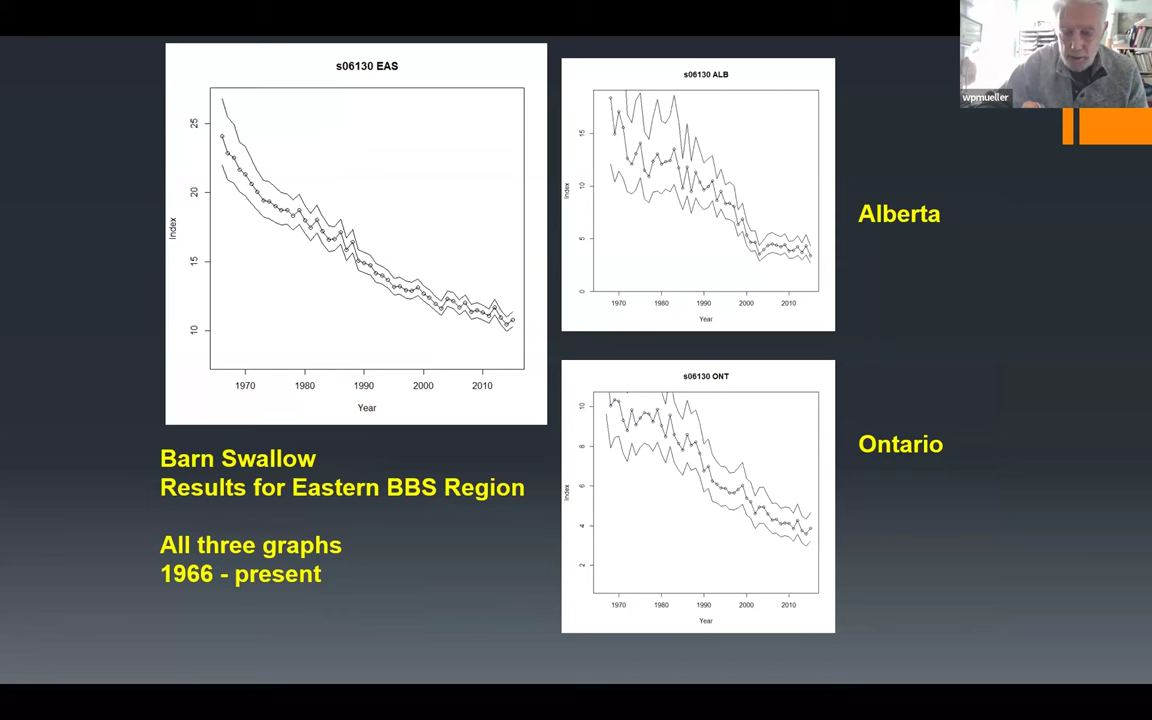 s06130 EAS
25
20
15
10
Index
1970 1980 1990 2000 2010
Year
s06130 ALB
15
10
5
0
Index
1970 1980 1990 2000 2010
Year
s06130 ONT
10
8
6
4
2
Index
1970 1980 1990 2000 2010
Year
wpmueller
Alberta
Ontario
Barn Swallow
Results for Eastern BBS Region
All three graphs
1966 - present